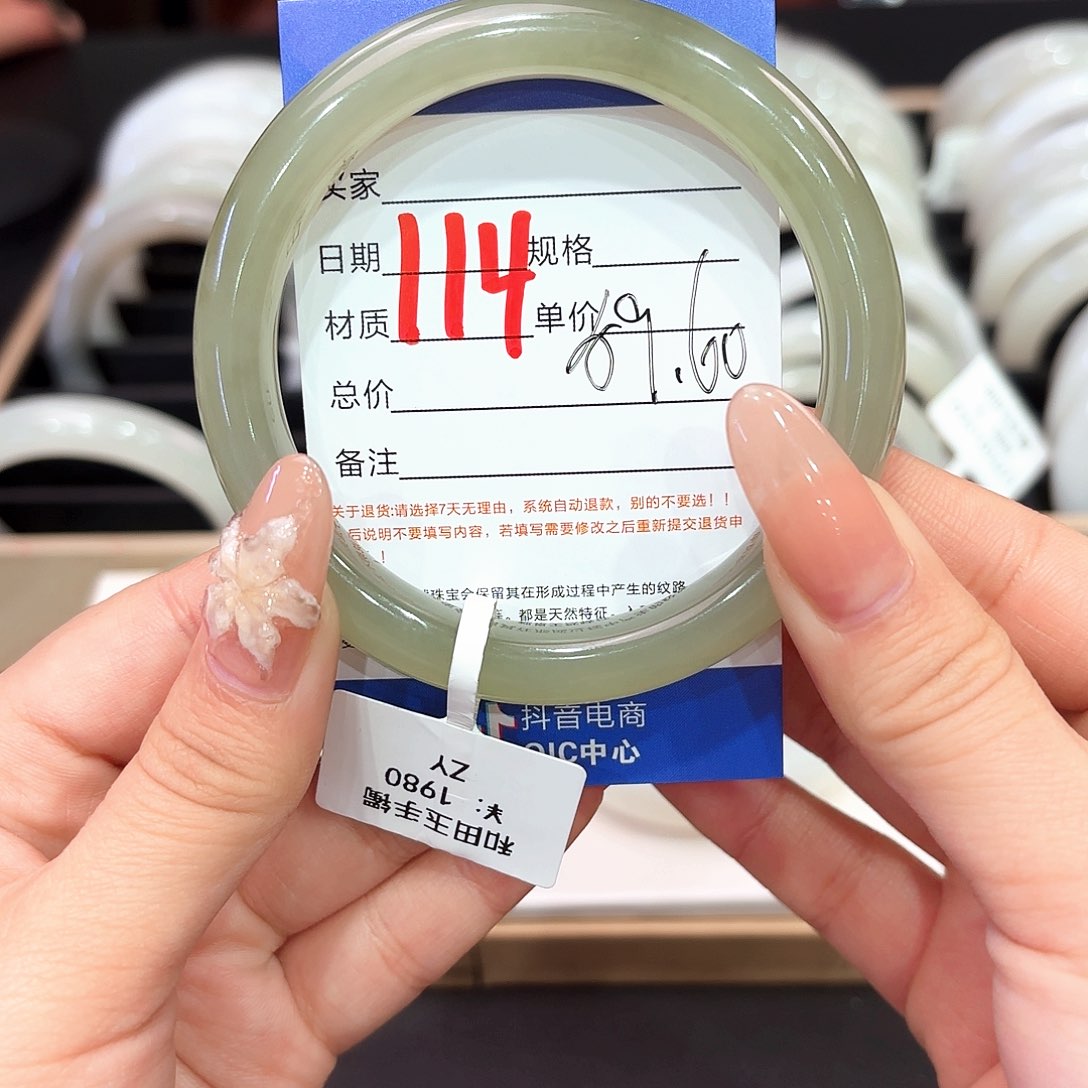 买家
日期 114 规格
材质 单价 69.60
总价
备注
关于退货:请选择7天无理由，系统自动退款，别的不要选！！
后说明不要填写内容，若填写需要修改之后重新提交退货申
！
珠宝会保留其在形成过程中产生的纹路
都是天然特征
抖音电商
QIC中心
和田玉手镯
¥: 1980
ZY